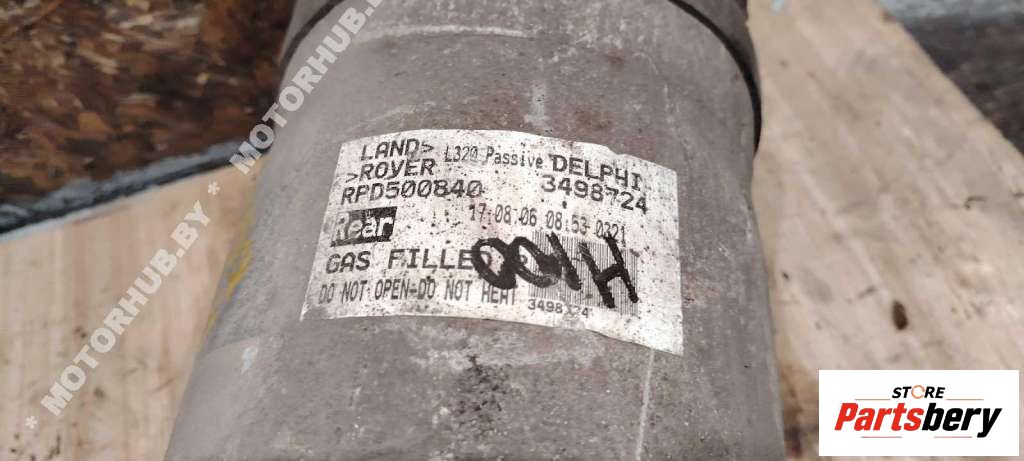 LAND> L320 Passive DELPHI
>ROVER 3498724
RPD500840
Rear 17:08:06 08:53 0321
GAS FILLED
001H
DO NOT OPEN-DO NOT HEAT 3498724
* MOTORHUB.BY * MOTORHUB.BY *
STORE
Partsbery